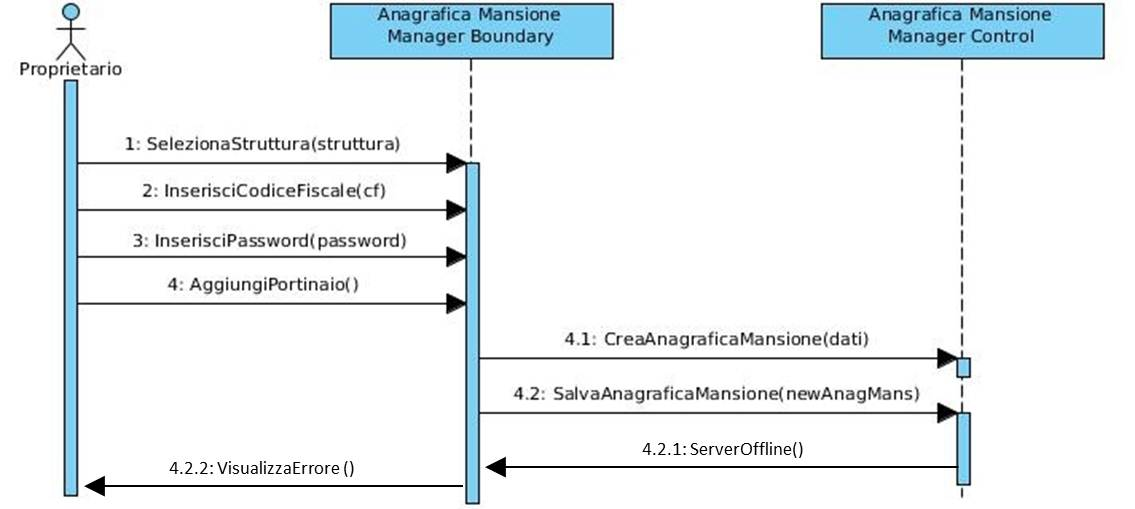 Anagrafica Mansione
Manager Boundary
Anagrafica Mansione
Manager Control
Proprietario
1: SelezionaStruttura(struttura)
2: InserisciCodiceFiscale(cf)
3: InserisciPassword(password)
4: AggiungiPortinaio()
4.1: CreaAnagraficaMansione(dati)
4.2: SalvaAnagraficaMansione(newAnagMans)
4.2.1: ServerOffline()
4.2.2: VisualizzaErrore ()